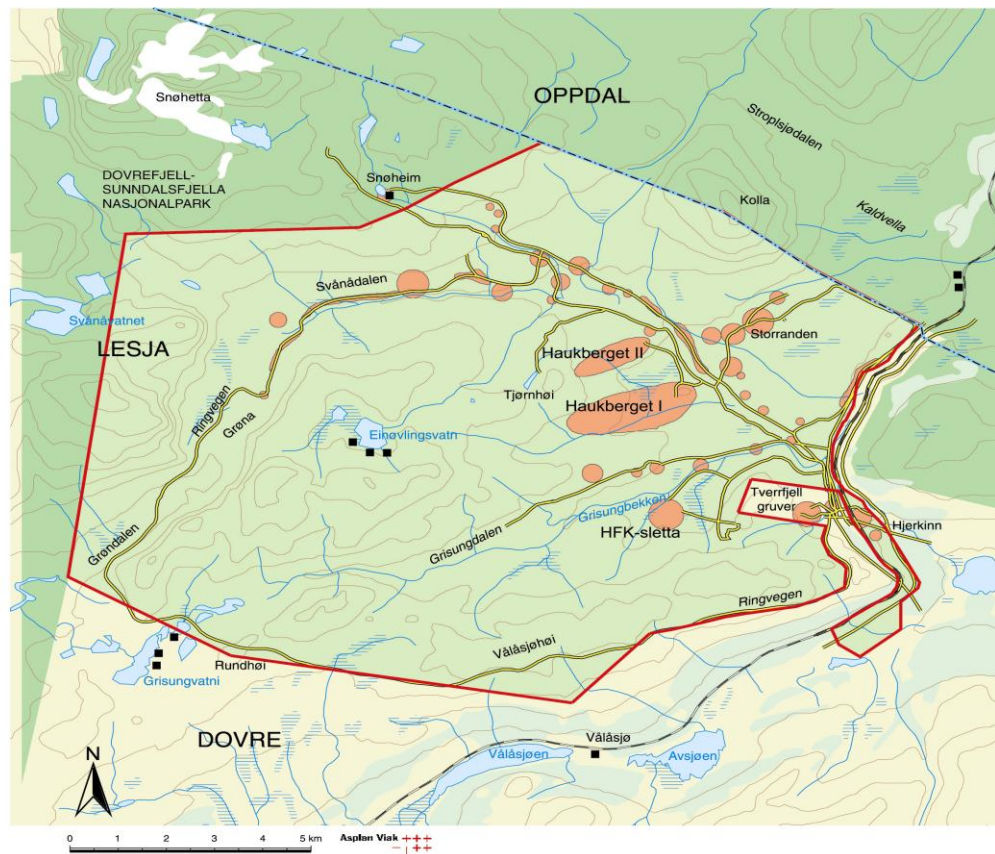 Snøhetta
OPPDAL
Stroplsjødalen
DOVREFJELL-
SUNNDALSFJELLA
NASJONALPARK
Snøheim
Kolla
Kaldvella
Svånådalen
Svånåvatnet
LESJA
Storranden
Haukberget II
Tjørnhøi
Haukberget I
Ringvegen
Grøna
Einøvlingsvatn
Tverrfjell
gruver
Grisungbekken
Hjerkinn
HFK-sletta
Grisungdalen
Grøndalen
Ringvegen
Vålåsjøhøi
Rundhøi
Grisungvatni
DOVRE
Vålåsjø
Vålåsjøen
Avsjøen
N
0 1 2 3 4 5 km
Asplan Viak